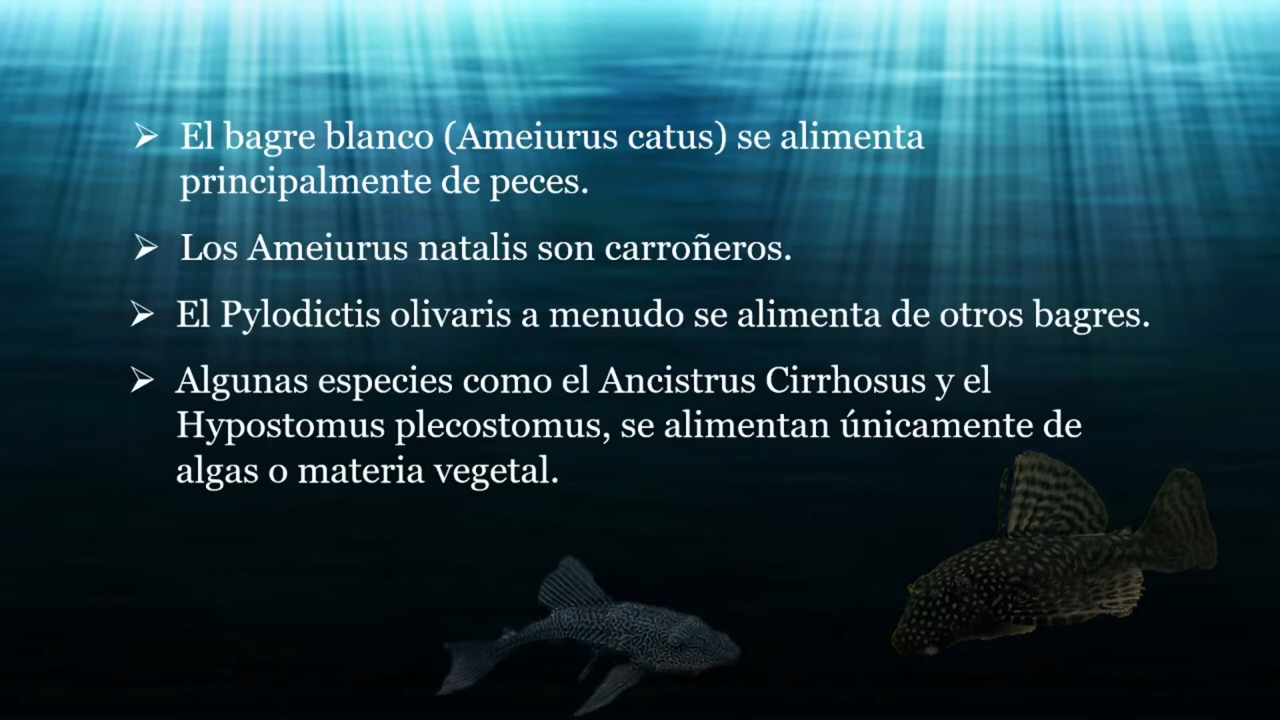 ➢ El bagre blanco (Ameiurus catus) se alimenta
principalmente de peces.
➢ Los Ameiurus natalis son carroñeros.
➢ El Pylodictis olivaris a menudo se alimenta de otros bagres.
➢ Algunas especies como el Ancistrus Cirrhosus y el
Hypostomus plecostomus, se alimentan únicamente de
algas o materia vegetal.